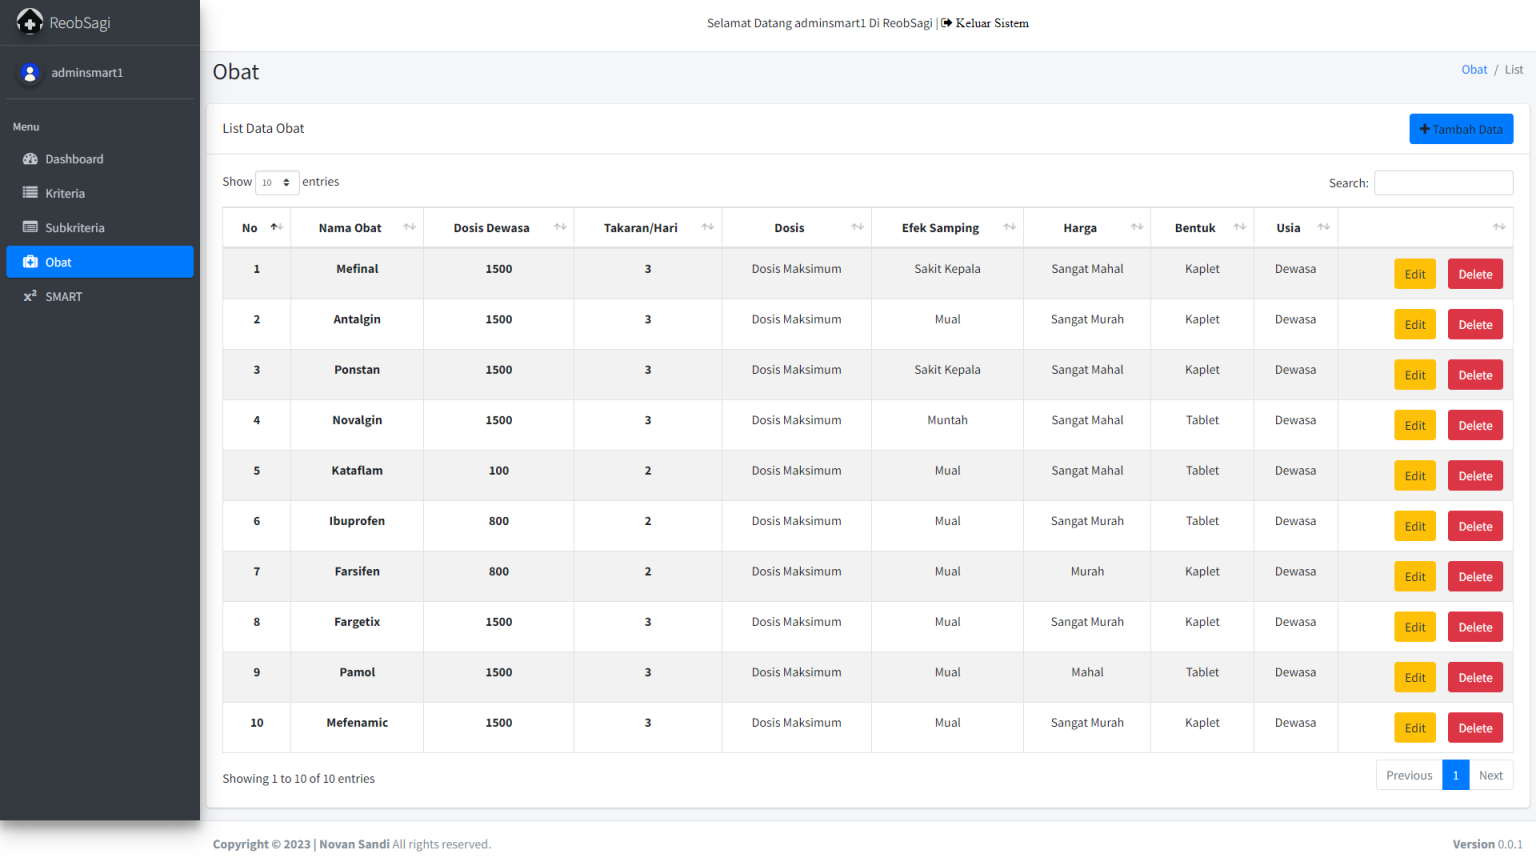 ReobSagi
Selamat Datang adminsmart1 Di ReobSagi | Keluar Sistem
adminsmart1
Menu
Dashboard
Kriteria
Subkriteria
Obat
x² SMART
Obat
Obat / List
List Data Obat
Tambah Data
Show 10 entries
Search:
No Nama Obat Dosis Dewasa Takaran/Hari Dosis Efek Samping Harga Bentuk Usia
1 Mefinal 1500 3 Dosis Maksimum Sakit Kepala Sangat Mahal Kaplet Dewasa Edit Delete
2 Antalgin 1500 3 Dosis Maksimum Mual Sangat Murah Kaplet Dewasa Edit Delete
3 Ponstan 1500 3 Dosis Maksimum Sakit Kepala Sangat Mahal Kaplet Dewasa Edit Delete
4 Novalgin 1500 3 Dosis Maksimum Muntah Sangat Mahal Tablet Dewasa Edit Delete
5 Kataflam 100 2 Dosis Maksimum Mual Sangat Mahal Tablet Dewasa Edit Delete
6 Ibuprofen 800 2 Dosis Maksimum Mual Sangat Murah Tablet Dewasa Edit Delete
7 Farsifen 800 2 Dosis Maksimum Mual Murah Kaplet Dewasa Edit Delete
8 Fargetix 1500 3 Dosis Maksimum Mual Sangat Murah Kaplet Dewasa Edit Delete
9 Pamol 1500 3 Dosis Maksimum Mual Mahal Tablet Dewasa Edit Delete
10 Mefenamic 1500 3 Dosis Maksimum Mual Sangat Murah Kaplet Dewasa Edit Delete
Showing 1 to 10 of 10 entries
Previous 1 Next
Copyright © 2023 | Novan Sandi All rights reserved.
Version 0.0.1